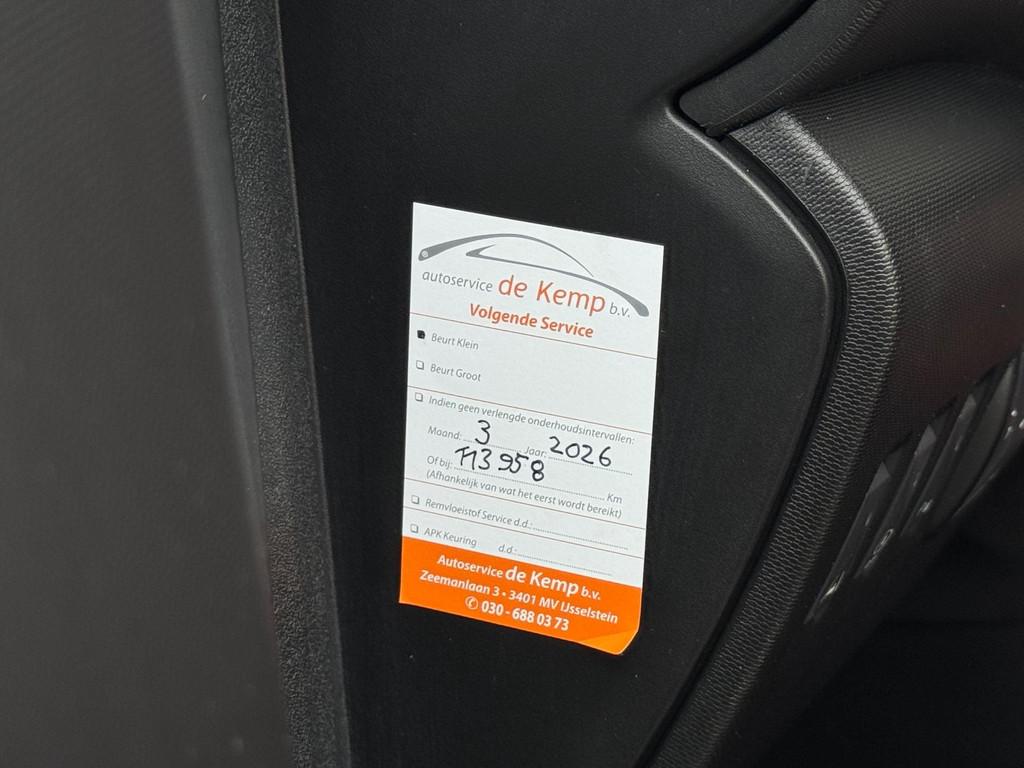 autoservice de Kemp b.v.
Volgende Service
Beurt Klein
Beurt Groot
Indien geen verlengde onderhoudsintervallen:
Maand: 3 Jaar: 2026
Of bij: 113958 Km
(Afhankelijk van wat het eerst wordt bereikt)
Remvloeistof Service d.d.:
APK Keuring d.d.:
Autoservice de Kemp b.v.
Zeemanlaan 3 • 3401 MV IJsselstein
✆ 030 - 688 03 73